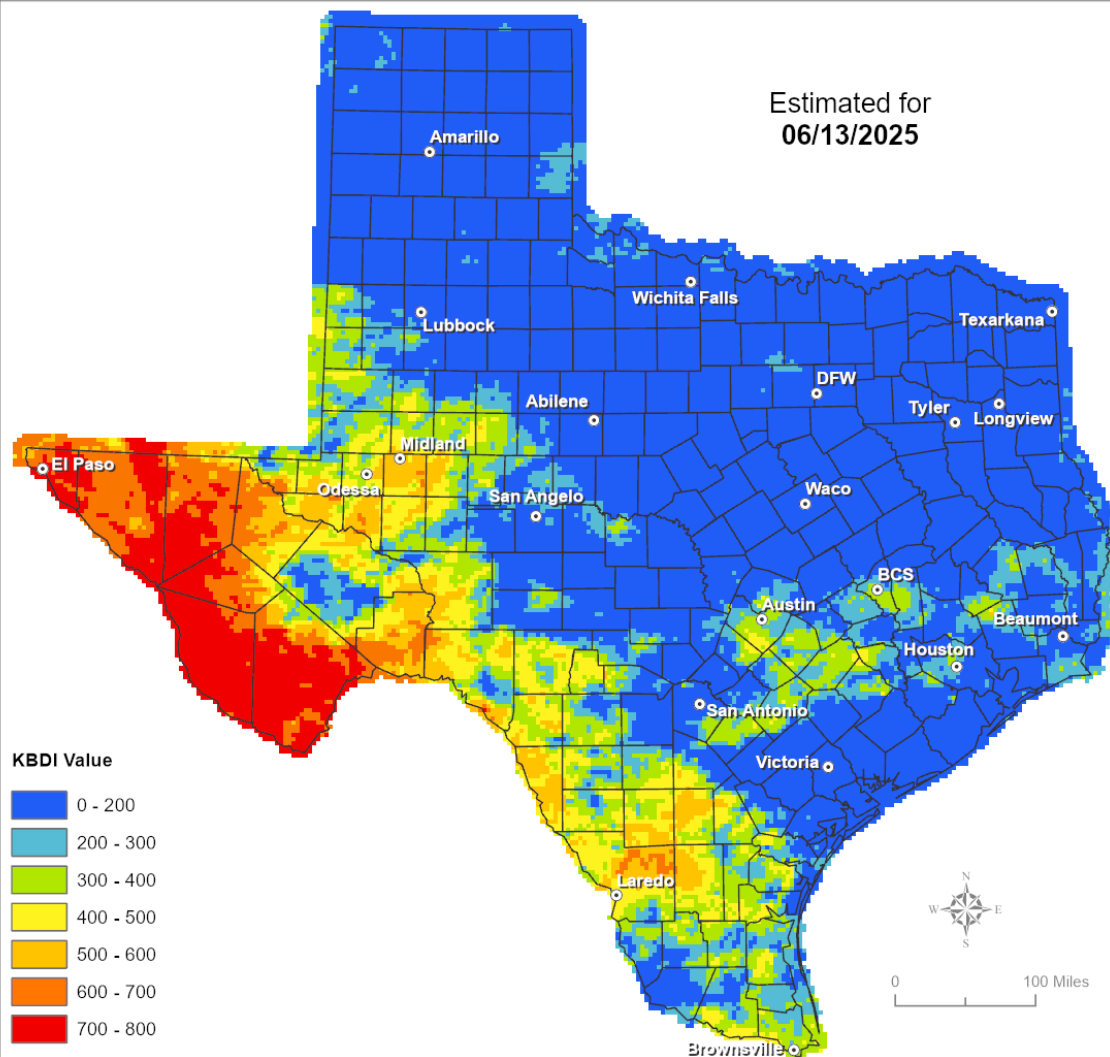 Estimated for
06/13/2025
Amarillo
Wichita Falls
Lubbock
Texarkana
DFW
Abilene
Tyler
Longview
Midland
El Paso
Odessa
San Angelo
Waco
BCS
Austin
Beaumont
Houston
San Antonio
Victoria
Laredo
Brownsville
KBDI Value
0 - 200
200 - 300
300 - 400
400 - 500
500 - 600
600 - 700
700 - 800
N
W E
S
0 100 Miles